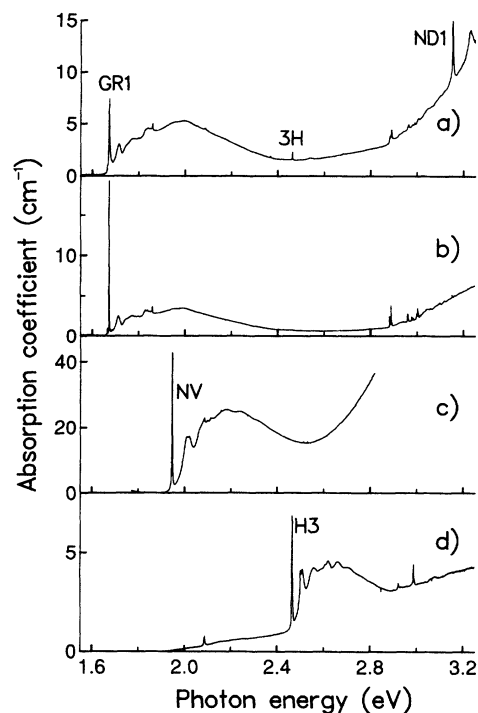 15
ND1
GR1
10
5
3H
a)
0
10
b)
0
40
NV
c)
20
0
H3
d)
5
0
1.6
2.0
2.4
2.8
3.2
Absorption coefficient (cm⁻¹)
Photon energy (eV)